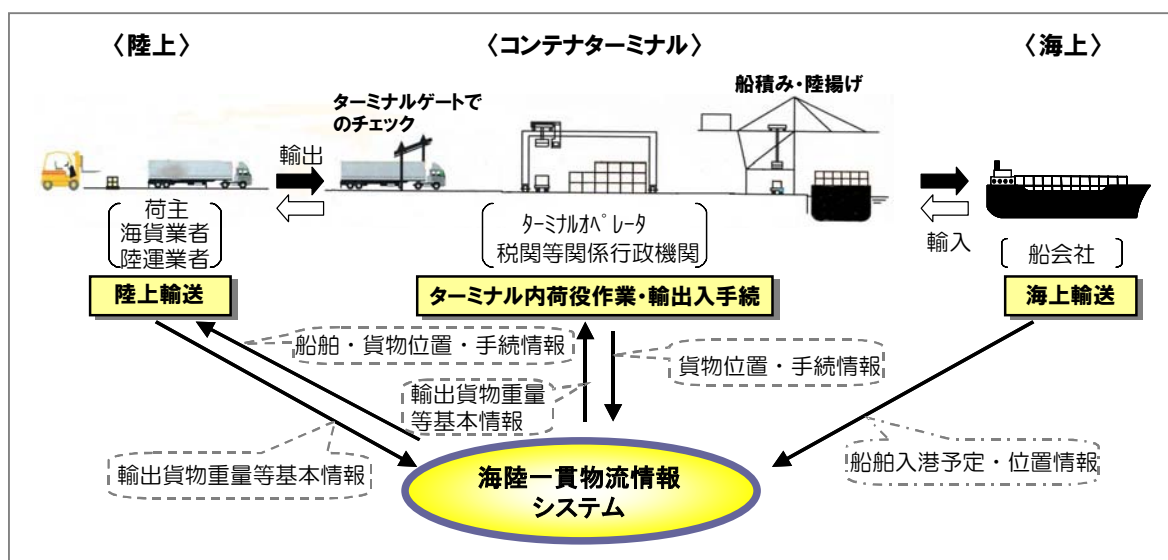 〈陸上〉
〈コンテナターミナル〉
〈海上〉
ターミナルゲートで
のチェック
船積み・陸揚げ
輸出
荷主
海貨業者
陸運業者
ターミナルオペレータ
税関等関係行政機関
輸入
船会社
陸上輸送
ターミナル内荷役作業・輸出入手続
海上輸送
船舶・貨物位置・手続情報
貨物位置・手続情報
輸出貨物重量
等基本情報
輸出貨物重量等基本情報
船舶入港予定・位置情報
海陸一貫物流情報
システム